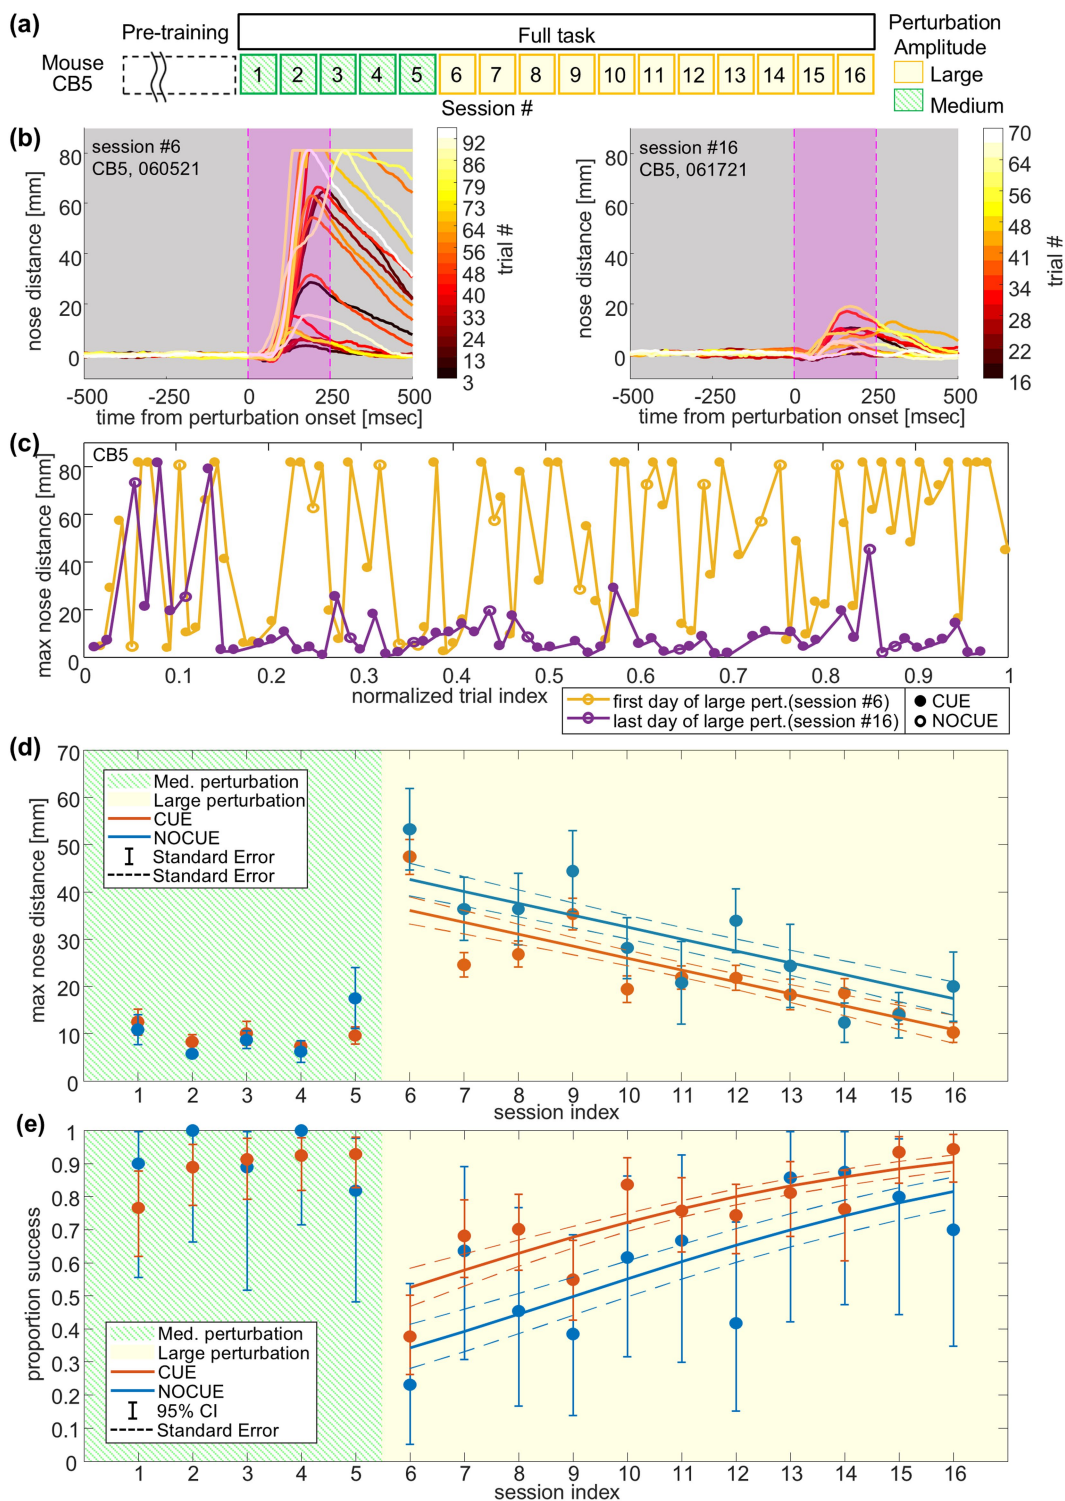 (a)
Pre-training
Full task
Mouse CB5
1 2 3 4 5 6 7 8 9 10 11 12 13 14 15 16
Session #
Perturbation
Amplitude
Large
Medium
(b)
session #6
CB5, 060521
nose distance [mm]
80
60
40
20
0
-500 -250 0 250 500
time from perturbation onset [msec]
92
86
79
73
64
56
48
40
32
24
13
3
trial #
session #16
CB5, 061721
nose distance [mm]
80
60
40
20
0
-500 -250 0 250 500
time from perturbation onset [msec]
70
64
54
48
41
34
28
22
16
trial #
(c)
CB5
max nose distance [mm]
80
60
40
20
0
0 0.1 0.2 0.3 0.4 0.5 0.6 0.7 0.8 0.9 1
normalized trial index
first day of large pert.(session #6)
last day of large pert.(session #16)
CUE
NOCUE
(d)
max nose distance [mm]
70
60
50
40
30
20
10
0
Med. perturbation
Large perturbation
CUE
NOCUE
Standard Error
Standard Error
1 2 3 4 5 6 7 8 9 10 11 12 13 14 15 16
session index
(e)
proportion success
1
0.9
0.8
0.7
0.6
0.5
0.4
0.3
0.2
0.1
0
Med. perturbation
Large perturbation
CUE
NOCUE
95% CI
Standard Error
1 2 3 4 5 6 7 8 9 10 11 12 13 14 15 16
session index